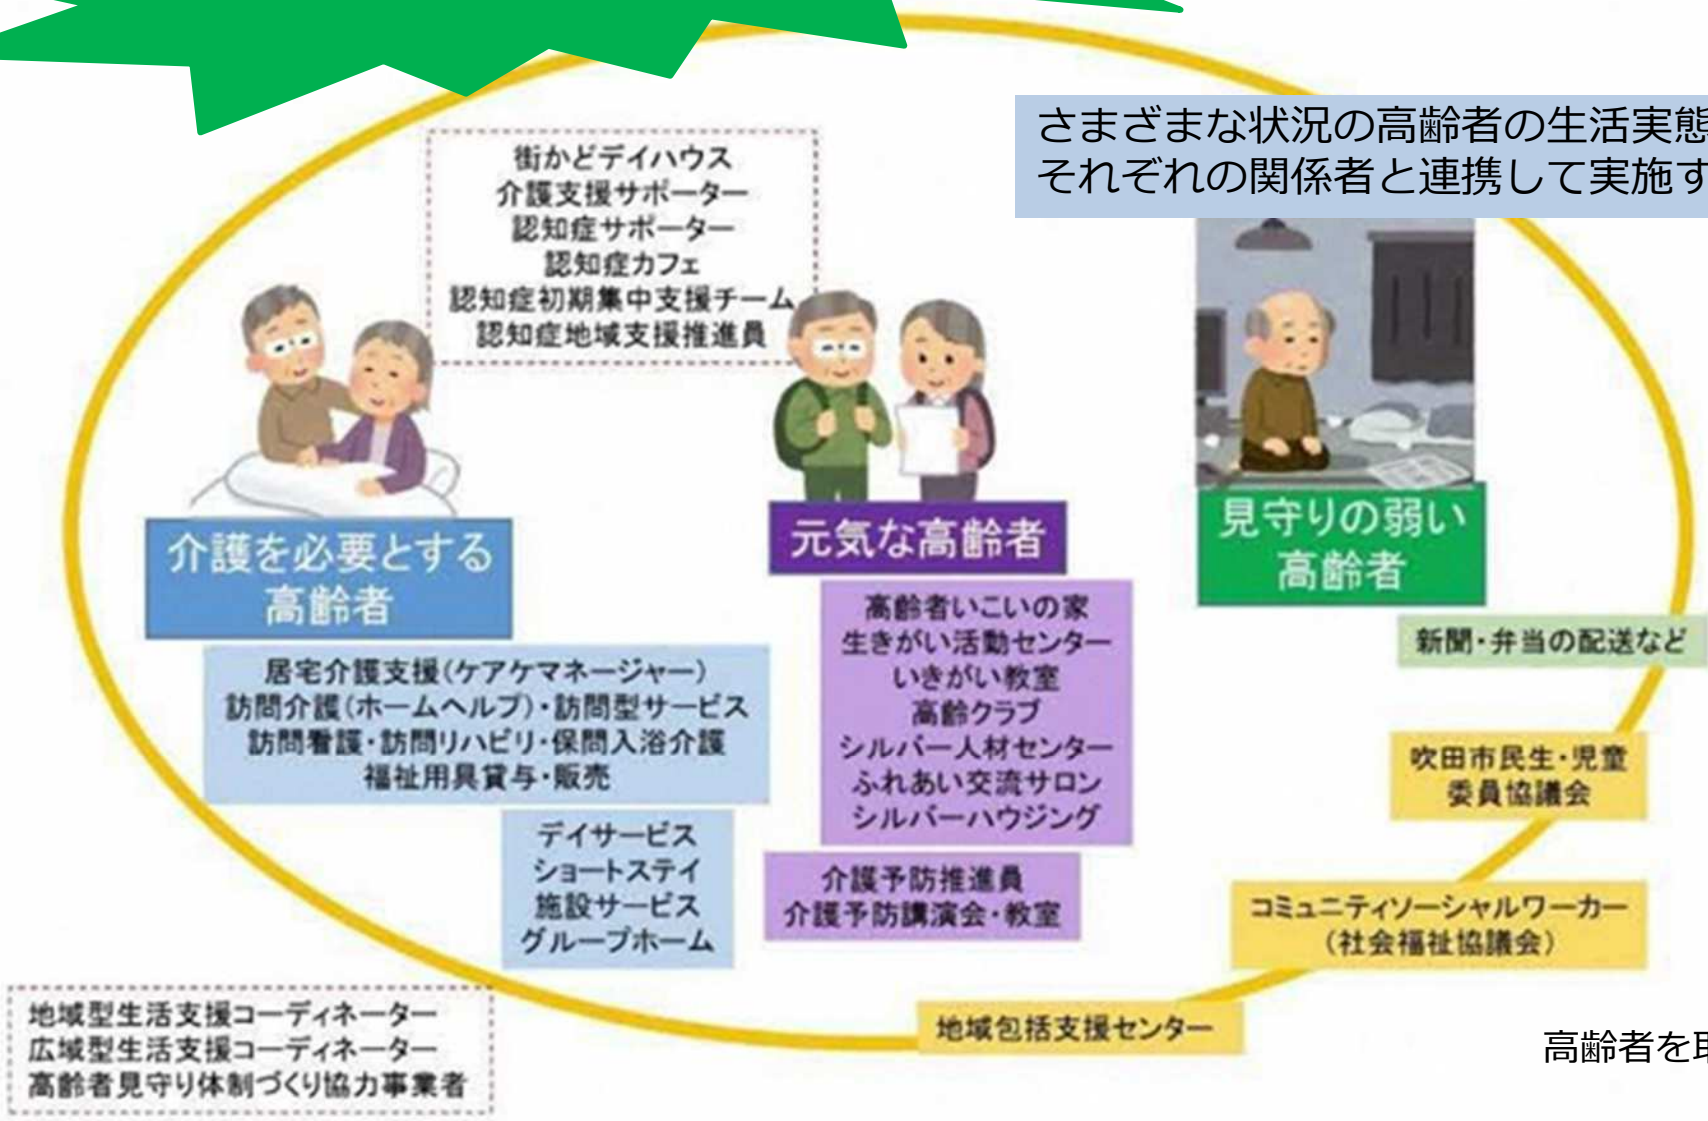 さまざまな状況の高齢者の生活実態
それぞれの関係者と連携して実施す
街かどデイハウス
介護支援サポーター
認知症サポーター
認知症カフェ
認知症初期集中支援チーム
認知症地域支援推進員
介護を必要とする
高齢者
居宅介護支援(ケアケマネージャー)
訪問介護(ホームヘルプ)・訪問型サービス
訪問看護・訪問リハビリ・保問入浴介護
福祉用具貸与・販売
デイサービス
ショートステイ
施設サービス
グループホーム
元気な高齢者
高齢者いこいの家
生きがい活動センター
いきがい教室
高齢クラブ
シルバー人材センター
ふれあい交流サロン
シルバーハウジング
介護予防推進員
介護予防講演会・教室
見守りの弱い
高齢者
新聞・弁当の配送など
吹田市民生・児童
委員協議会
コミュニティソーシャルワーカー
(社会福祉協議会)
地域包括支援センター
地域型生活支援コーディネーター
広域型生活支援コーディネーター
高齢者見守り体制づくり協力事業者
高齢者を取